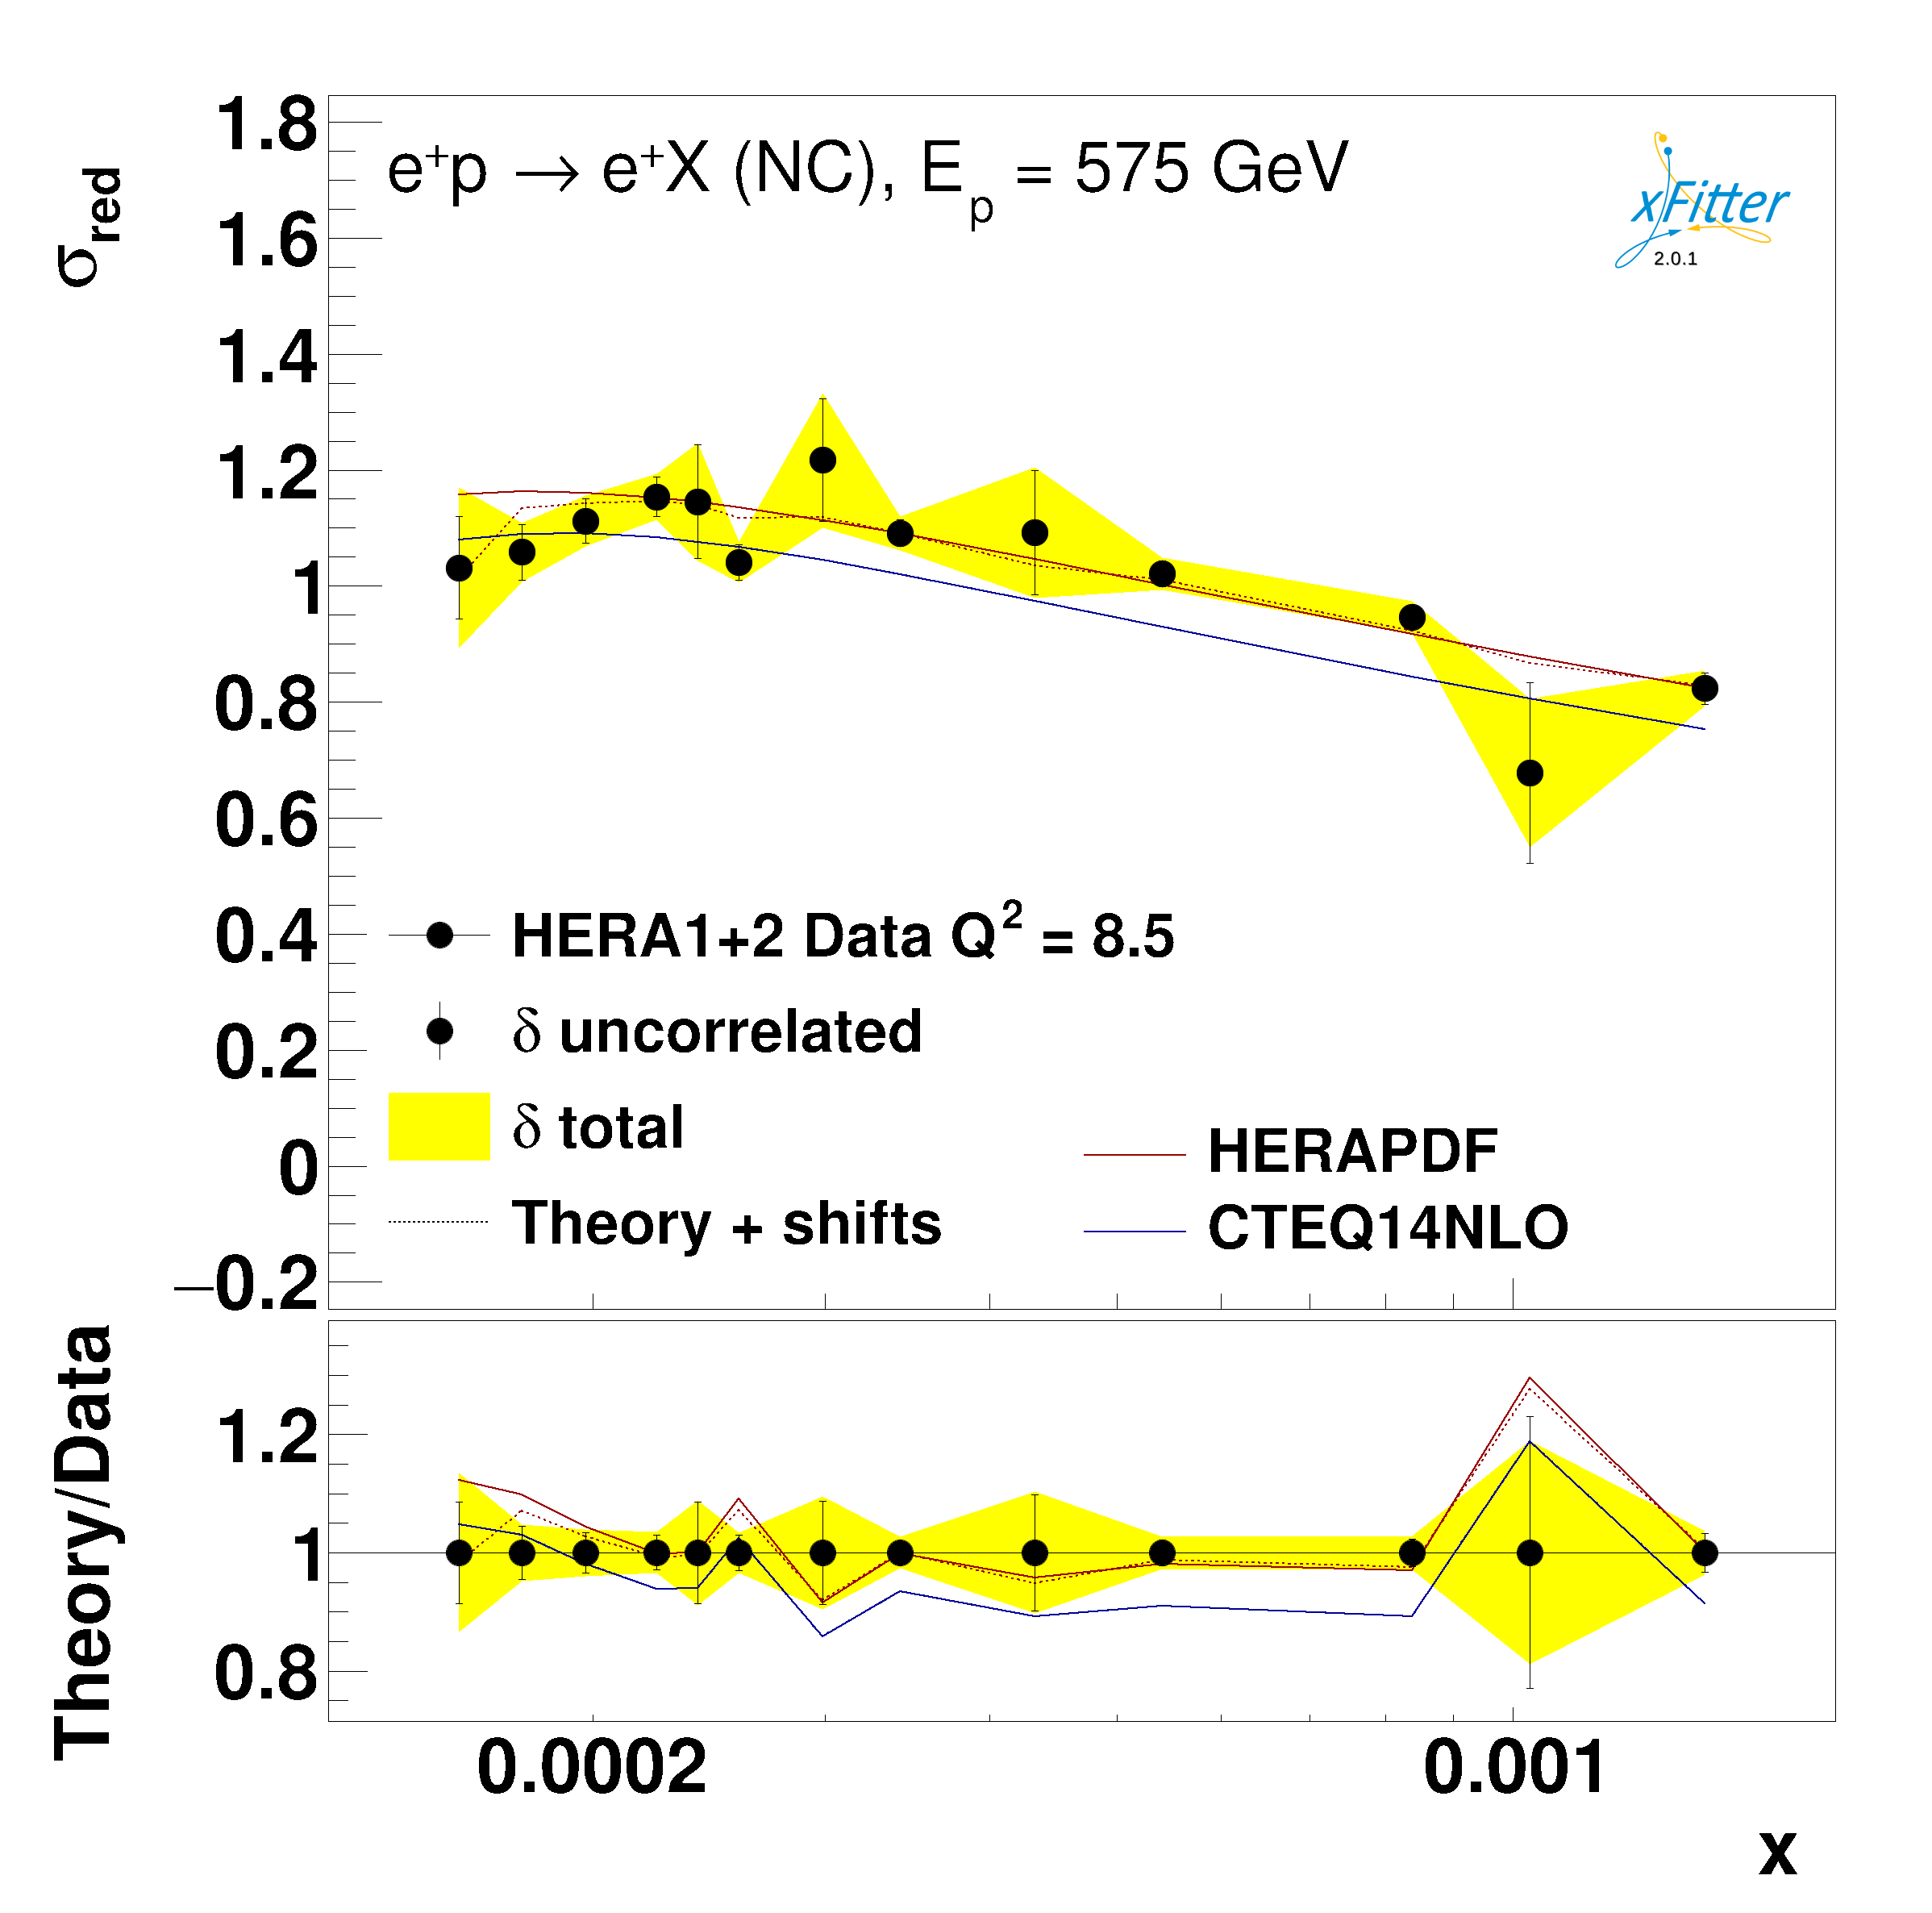 σred
1.8
1.6
1.4
1.2
1
0.8
0.6
0.4
0.2
0
−0.2
e+p → e+X (NC), Ep = 575 GeV
xFitter
2.0.1
HERA1+2 Data Q2 = 8.5
δ uncorrelated
δ total
Theory + shifts
HERAPDF
CTEQ14NLO
Theory/Data
1.2
1
0.8
0.0002
0.001
x